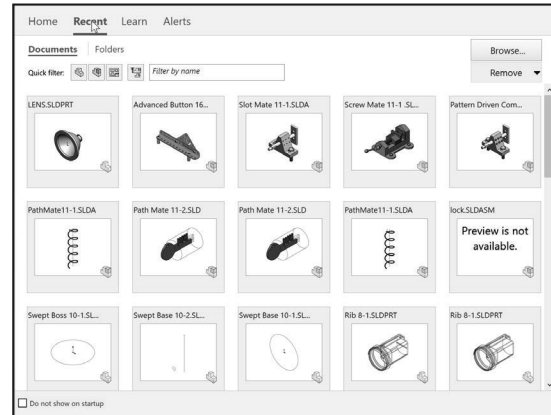 Home Recent Learn Alerts
Documents Folders
Browse...
Quick filter: Filter by name
Remove
LENS.SLDPRT Advanced Button 16... Slot Mate 11-1.SLDA Screw Mate 11-1 .SL... Pattern Driven Com...
PathMate11-1.SLDA Path Mate 11-2.SLD Path Mate 11-2.SLD PathMate11-1.SLDA lock.SLDASM
Preview is not
available.
Swept Boss 10-1.SL... Swept Base 10-2.SL... Swept Base 10-1.SL... Rib 8-1.SLDPRT Rib 8-1.SLDPRT
Do not show on startup